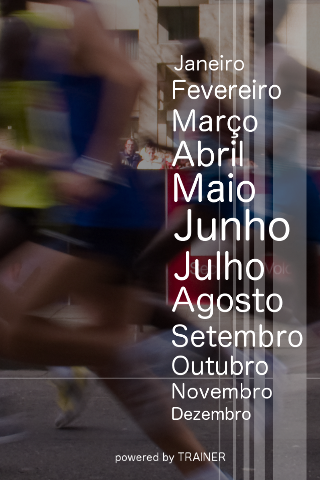 Janeiro
Fevereiro
Março
Abril
Maio
Junho
Julho
Agosto
Setembro
Outubro
Novembro
Dezembro
powered by TRAINER